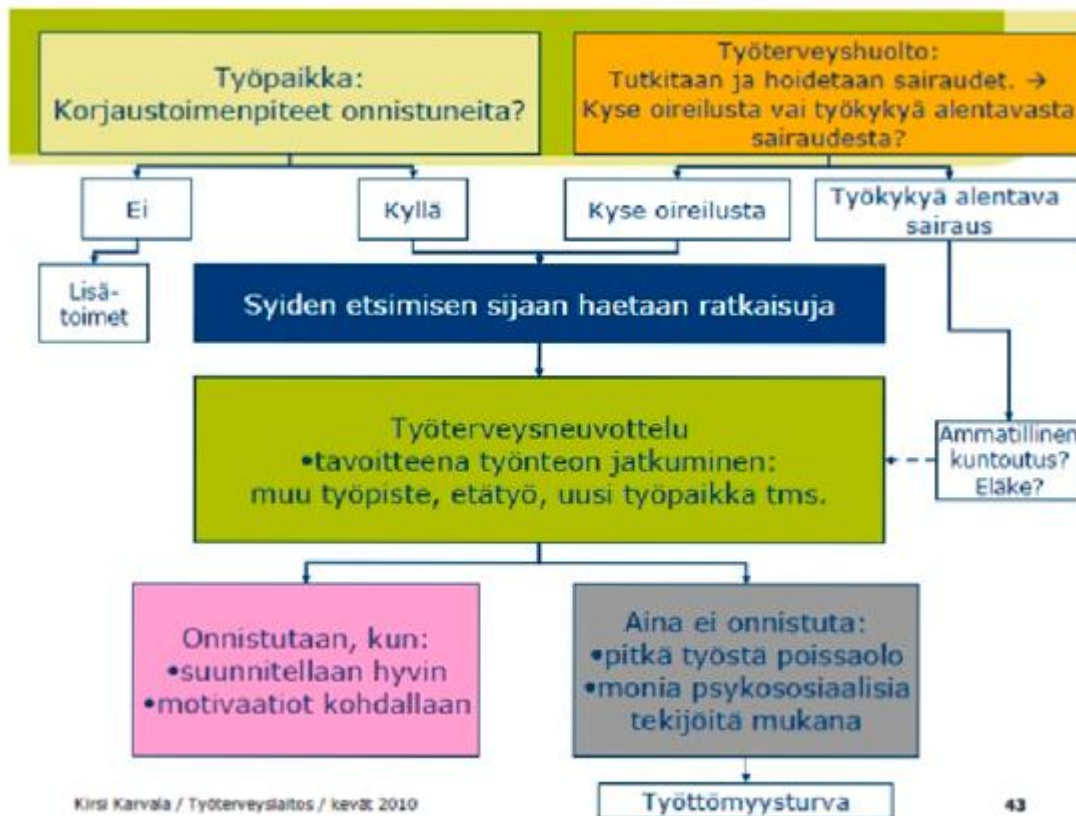 Työpaikka:
Korjaustoimenpiteet onnistuneita?
Työterveyshuolto:
Tutkitaan ja hoidetaan sairaudet. →
Kyse oireilusta vai työkykyä alentavasta
sairaudesta?
Ei
Kyllä
Kyse oireilusta
Työkykyä alentava
sairaus
Lisä-
toimet
Syiden etsimisen sijaan haetaan ratkaisuja
Työterveysneuvottelu
•tavoitteena työnteon jatkuminen:
muu työpiste, etätyö, uusi työpaikka tms.
Ammatillinen
kuntoutus?
Eläke?
Onnistutaan, kun:
•suunnitellaan hyvin
•motivaatiot kohdallaan
Aina ei onnistuta:
•pitkä työstä poissaolo
•monia psykososiaalisia
tekijöitä mukana
Työttömyysturva
Kirsi Karvala / Työterveyslaitos / kevät 2010
43